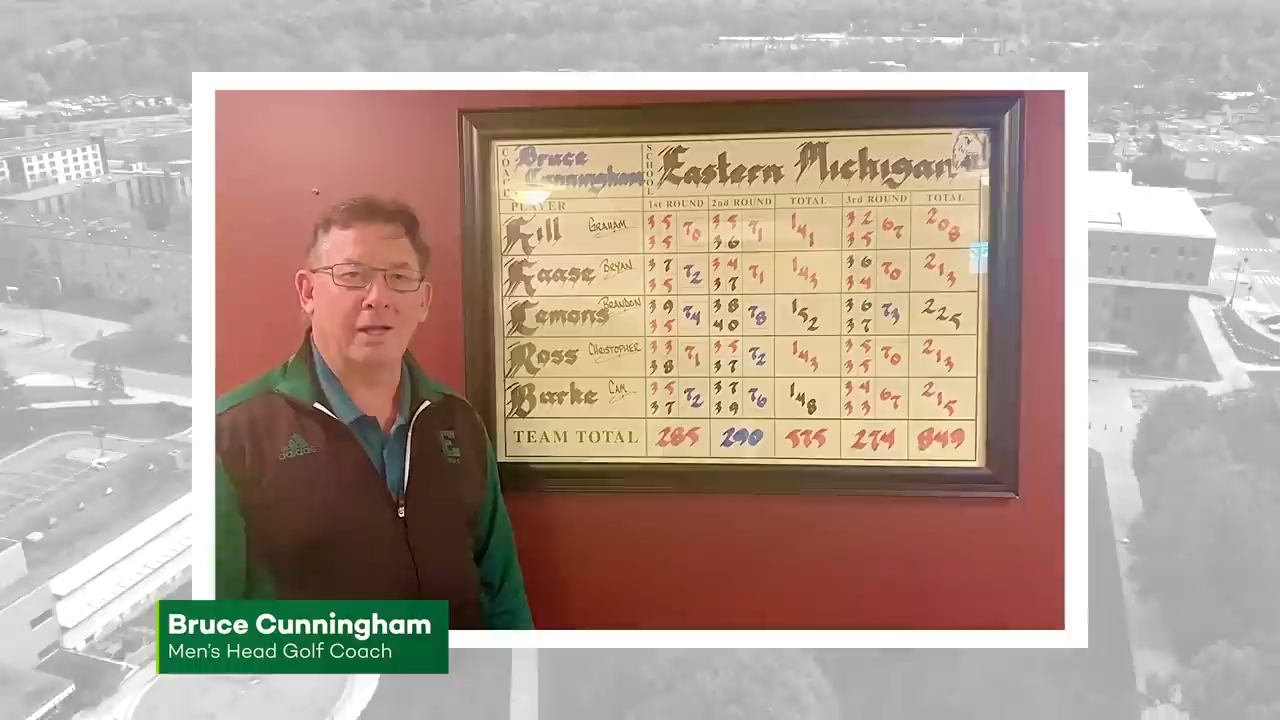 COACH Bruce Cunningham SCHOOL Eastern Michigan
PLAYER 1st ROUND 2nd ROUND TOTAL 3rd ROUND TOTAL
Hill Graham 35 35 70 35 36 71 141 32 35 67 208
Kaase Bryan 37 35 72 34 37 71 143 36 34 70 213
Lemons Brandon 39 35 74 38 40 78 152 36 37 73 225
Ross Christopher 33 38 71 35 37 72 143 35 35 70 213
Burke Cam 35 37 72 37 39 76 148 34 33 67 215
TEAM TOTAL 285 290 575 274 849
adidas
E
Bruce Cunningham
Men's Head Golf Coach